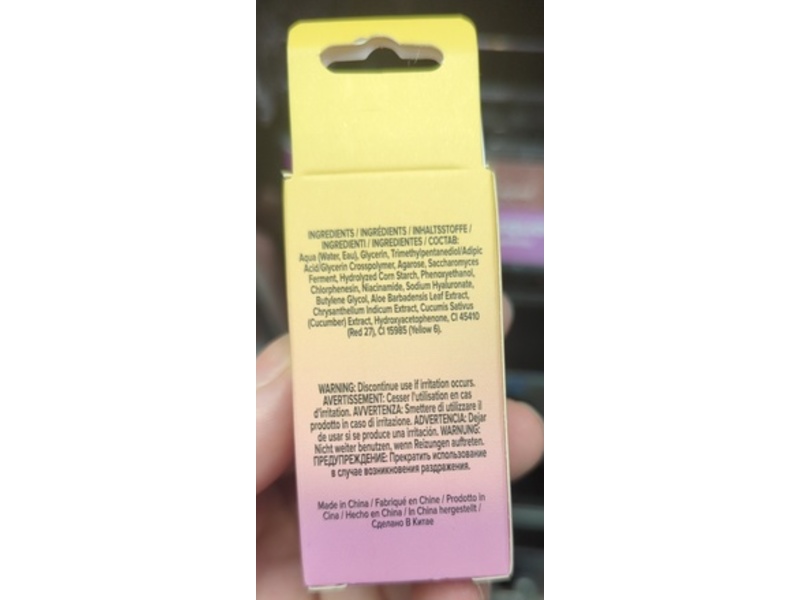 INGREDIENTS / INGRÉDIENTS / INHALTSSTOFFE /
INGREDIENTI / INGREDIENTES / СОСТАВ:
Aqua (Water, Eau), Glycerin, Trimethylpentanediol/Adipic
Acid/Glycerin Crosspolymer, Agarose, Saccharomyces
Ferment, Hydrolyzed Corn Starch, Phenoxyethanol,
Chlorphenesin, Niacinamide, Sodium Hyaluronate,
Butylene Glycol, Aloe Barbadensis Leaf Extract,
Chrysanthellum Indicum Extract, Cucumis Sativus
(Cucumber) Extract, Hydroxyacetophenone, CI 45410
(Red 27), CI 15985 (Yellow 6).
WARNING: Discontinue use if irritation occurs.
AVERTISSEMENT: Cesser l'utilisation en cas
d'irritation. AVVERTENZA: Smettere di utilizzare il
prodotto in caso di irritazione. ADVERTENCIA: Dejar
de usar si se produce una irritación. WARNUNG:
Nicht weiter benutzen, wenn Reizungen auftreten.
ПРЕДУПРЕЖДЕНИЕ: Прекратить использование
в случае возникновения раздражения.
Made in China / Fabriqué en Chine / Prodotto in
Cina / Hecho en China / In China hergestellt /
Сделано В Китае